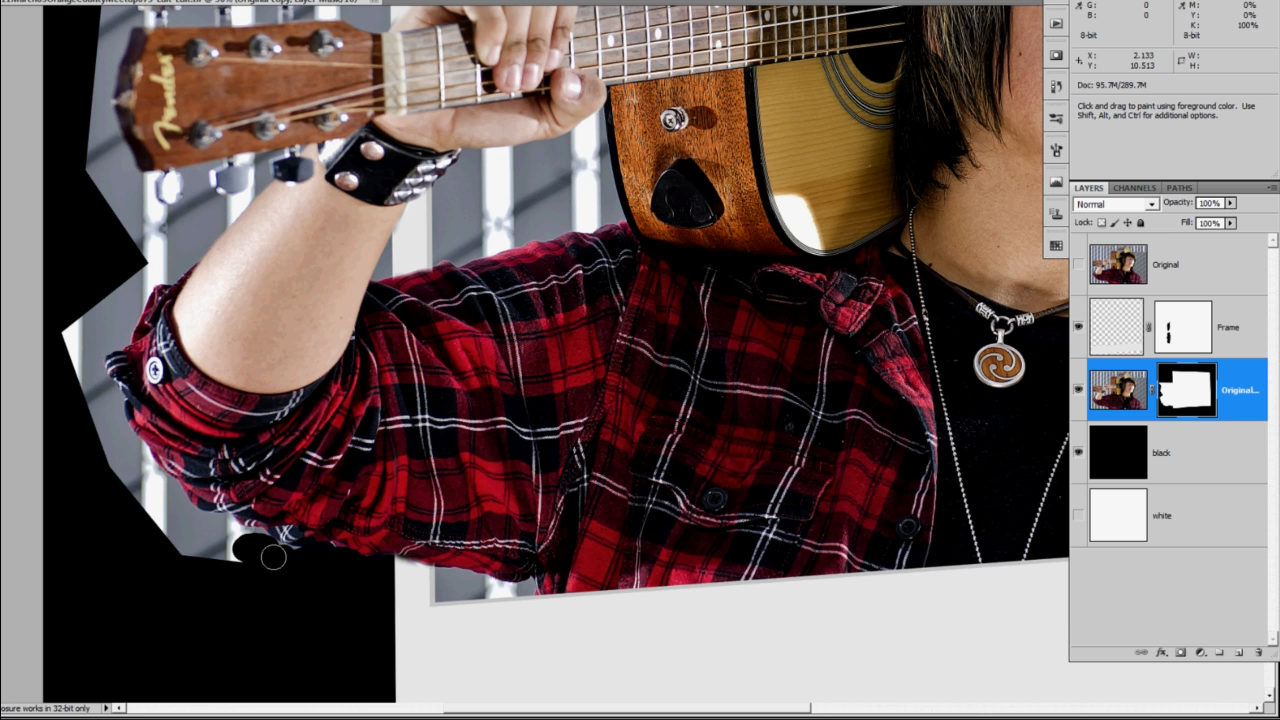 G: 0 M: 0%
B: 0 Y: 0%
K: 100%
8-bit 8-bit
X: 2.133 W:
Y: 10.513 H:
Doc: 95.7M/289.7M
Click and drag to paint using foreground color. Use
Shift, Alt, and Ctrl for additional options.
LAYERS CHANNELS PATHS
Normal Opacity: 100%
Lock: Fill: 100%
Original
Frame
Original...
black
white
Fender
osure works in 32-bit only